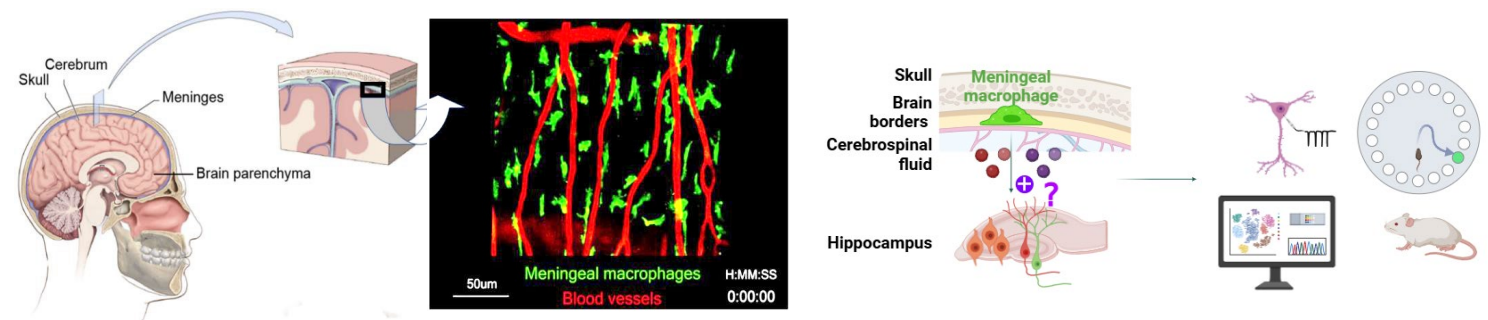 Cerebrum
Skull
Meninges
Brain parenchyma
Meningeal macrophages
Blood vessels
50um
H:MM:SS
0:00:00
Skull
Brain
borders
Cerebrospinal
fluid
Hippocampus
Meningeal
macrophage
+
?